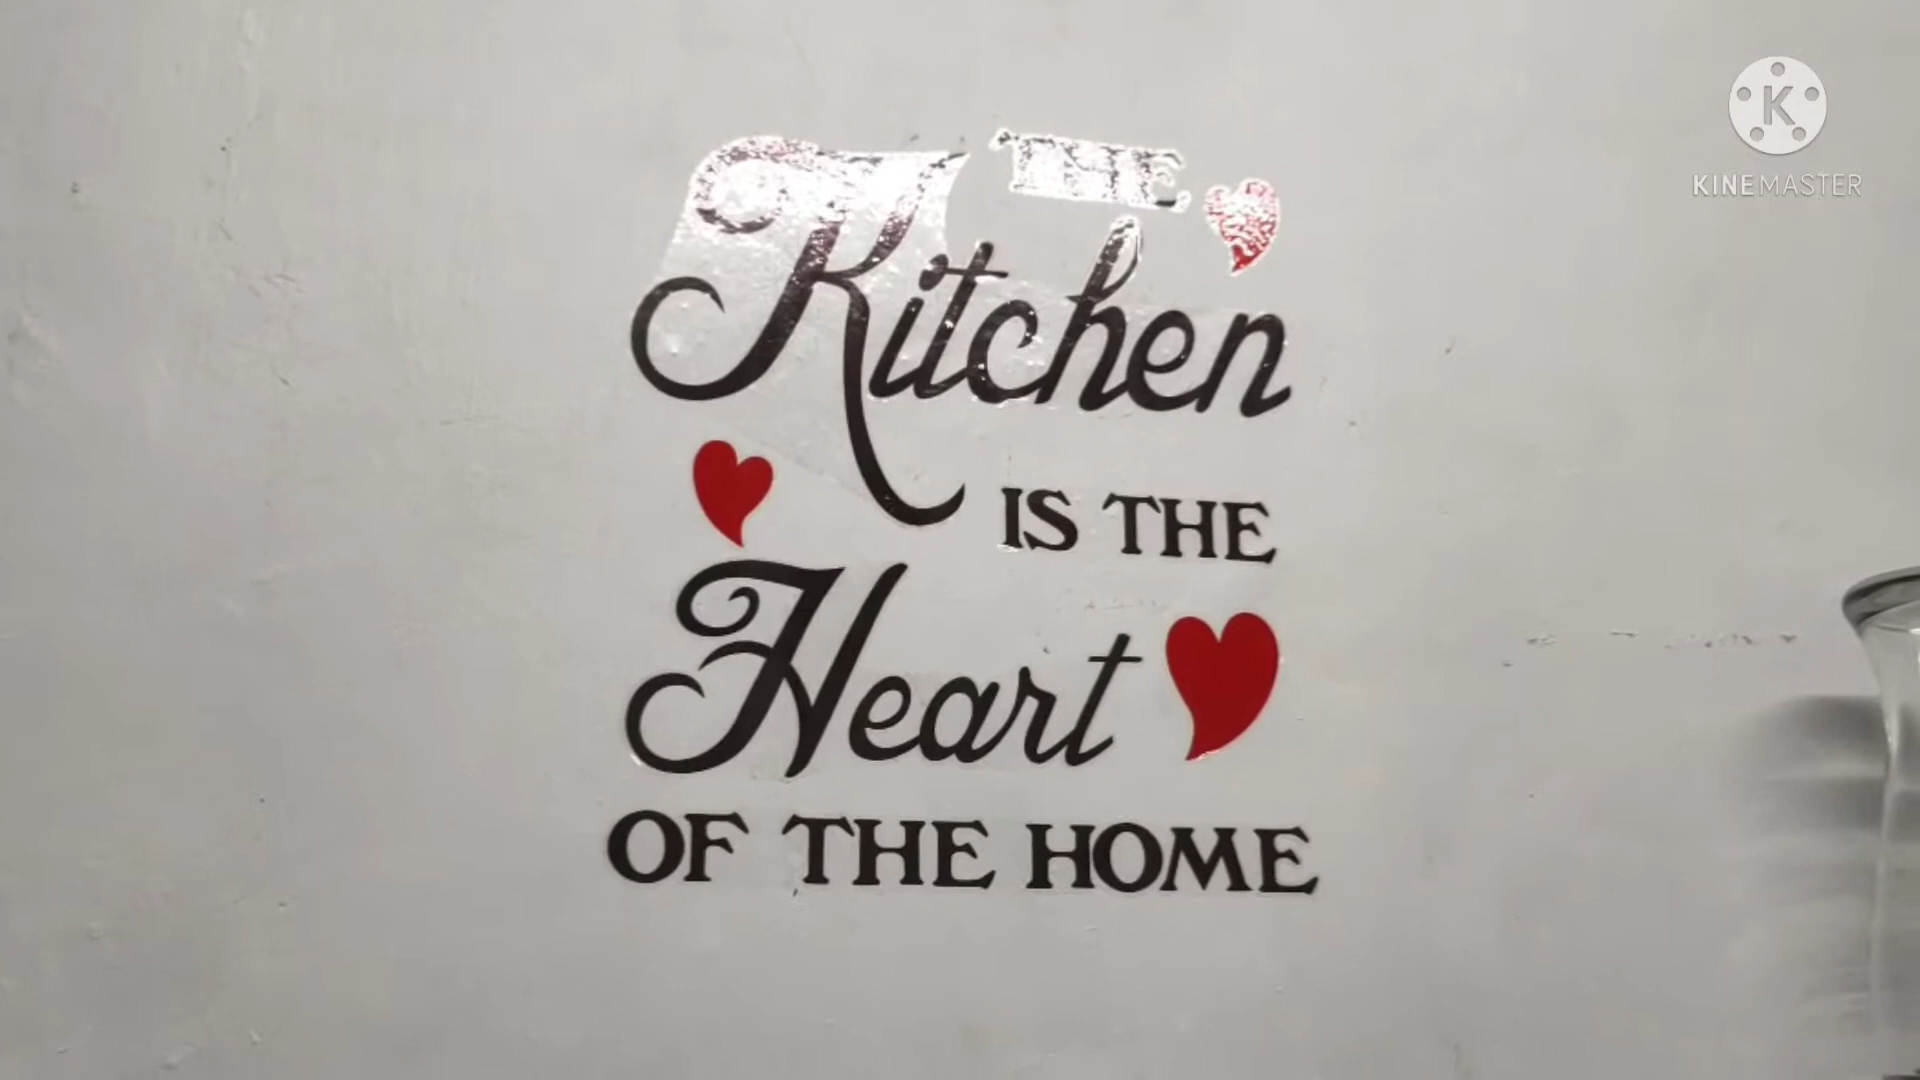 THE
Kitchen
IS THE
Heart
OF THE HOME
K
KINEMASTER